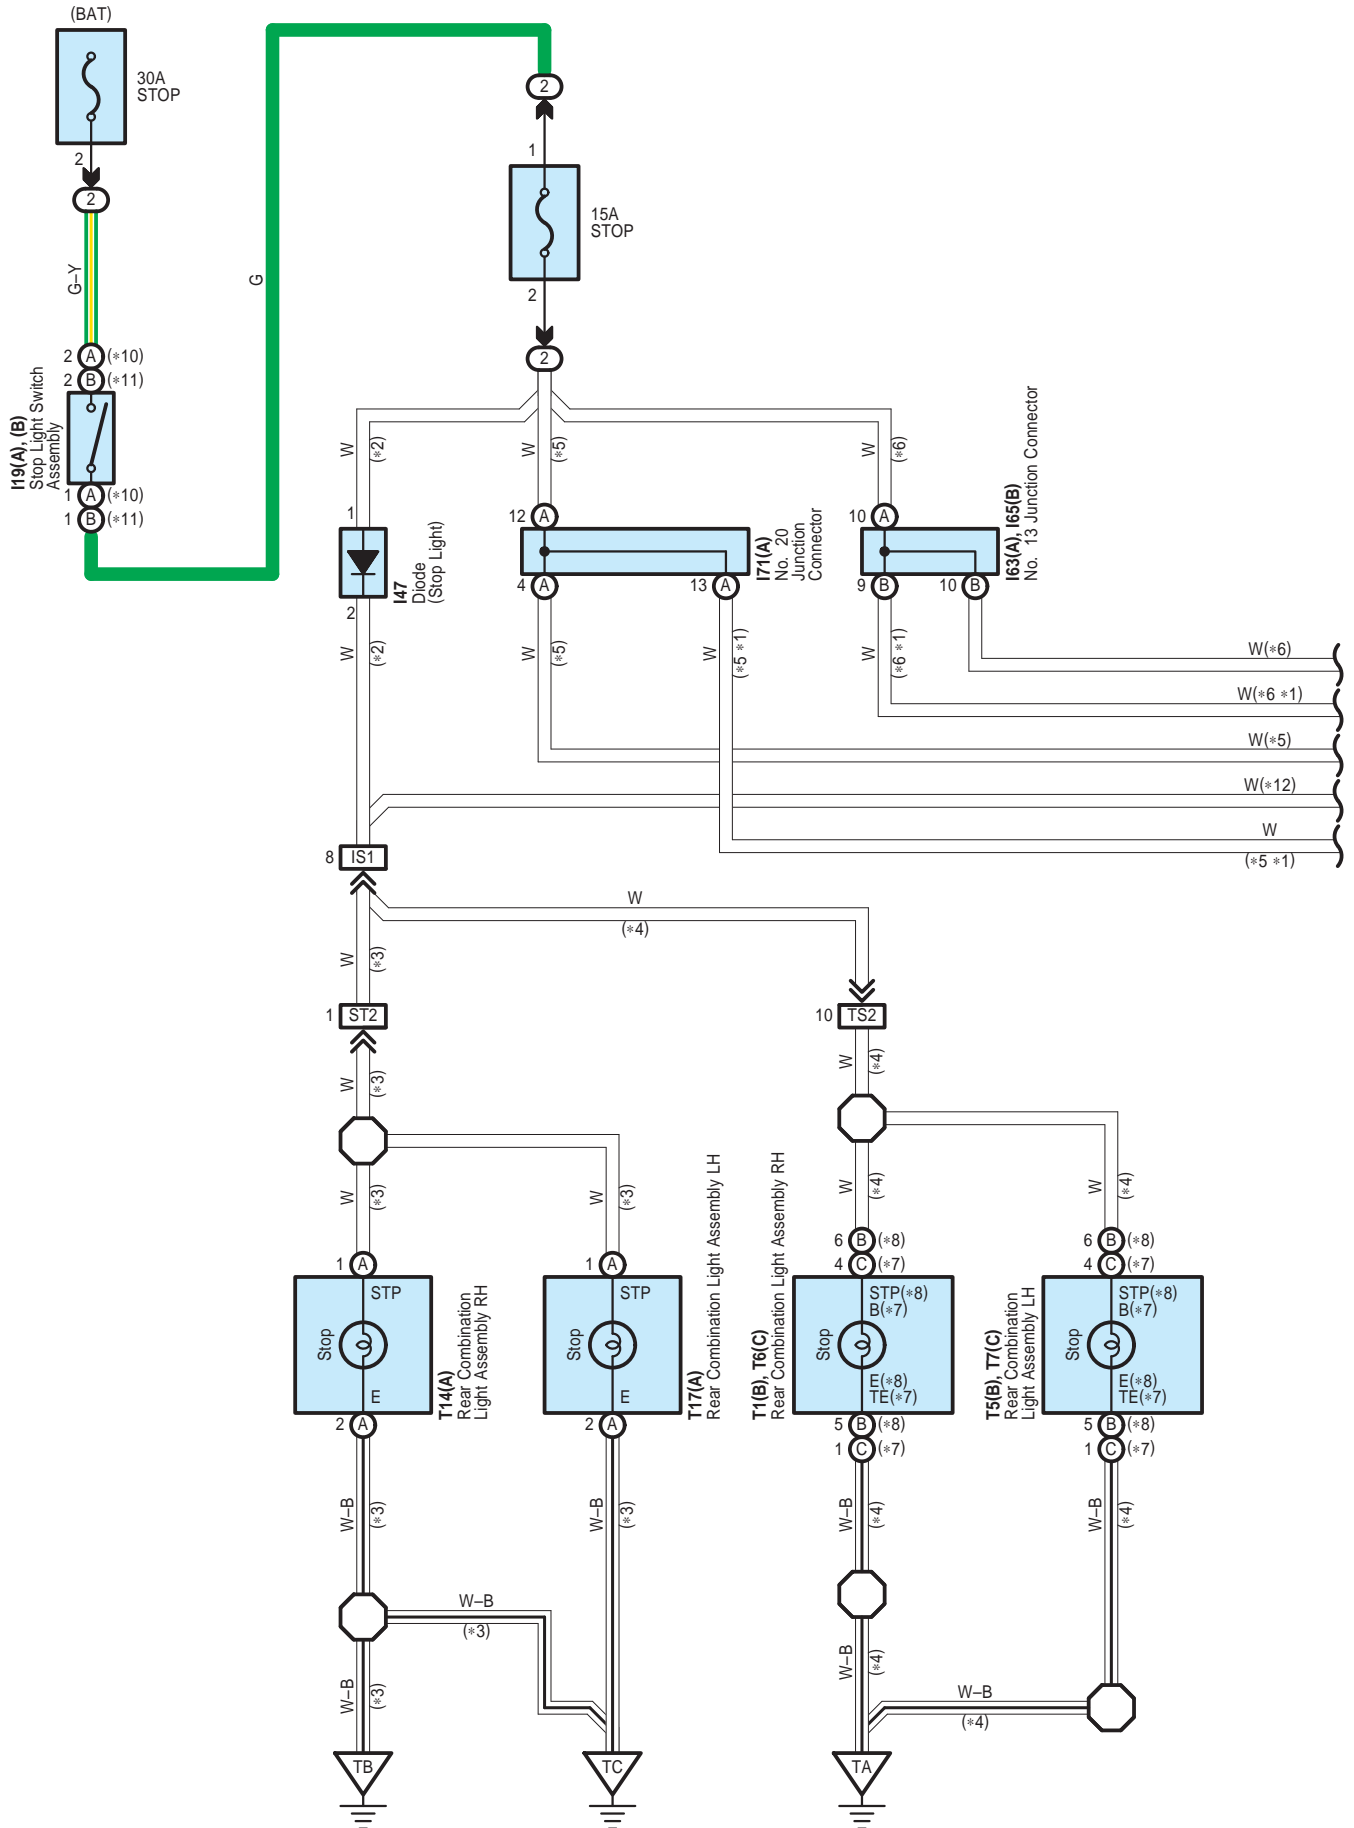 (BAT)
30A
STOP
2
2
G–Y
2 A (*10)
2 B (*11)
I19(A), (B)
Stop Light Switch
Assembly
1 A (*10)
1 B (*11)
G
2
1
15A
STOP
2
2
W
(*2)
W
(*5)
W
(*6)
1
I47
Diode
(Stop Light)
2
12 A
I71(A)
No. 20
Junction
Connector
4 A
13 A
10 A
I63(A), I65(B)
No. 13 Junction Connector
9 B
10 B
W
(*2)
W
(*5)
W
(*5 *1)
W
(*6 *1)
W(*6)
W(*6 *1)
W(*5)
W(*12)
W
(*5 *1)
8 IS1
W
(*4)
W
(*3)
1 ST2
10 TS2
W
(*3)
W
(*4)
W
(*3)
W
(*3)
W
(*4)
W
(*4)
1 A
STP
Stop
E
2 A
T14(A)
Rear Combination
Light Assembly RH
1 A
STP
Stop
E
2 A
T17(A)
Rear Combination Light Assembly LH
6 B (*8)
4 C (*7)
STP(*8)
B(*7)
Stop
E(*8)
TE(*7)
5 B (*8)
1 C (*7)
T1(B), T6(C)
Rear Combination Light Assembly RH
6 B (*8)
4 C (*7)
STP(*8)
B(*7)
Stop
E(*8)
TE(*7)
5 B (*8)
1 C (*7)
T5(B), T7(C)
Rear Combination
Light Assembly LH
W–B
(*3)
W–B
(*3)
W–B
(*4)
W–B
(*4)
W–B
(*3)
W–B
(*3)
W–B
(*4)
W–B
(*4)
TB
TC
TA